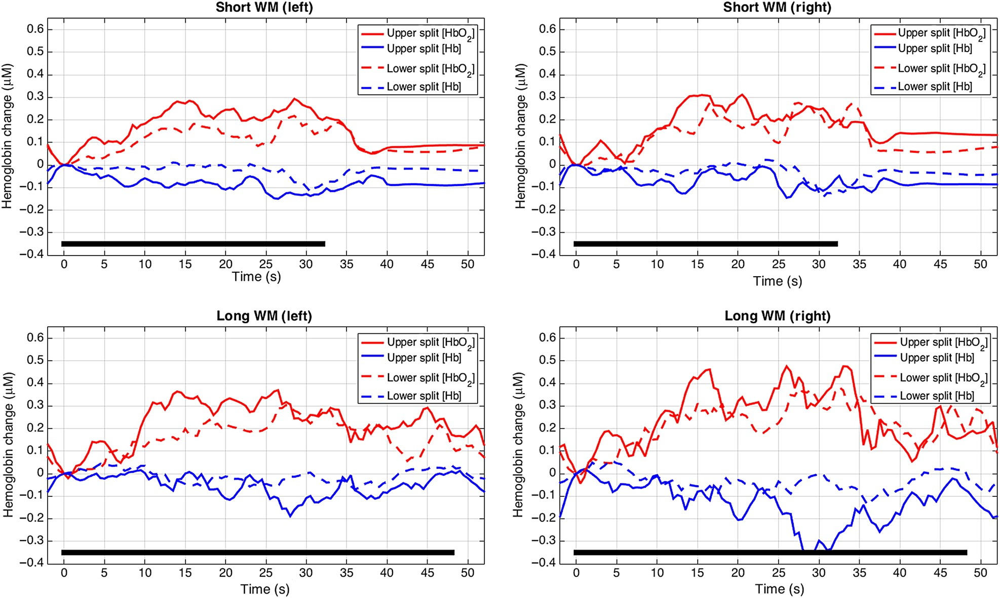 Short WM (left)
Hemoglobin change (μM)
0.6
0.5
0.4
0.3
0.2
0.1
0
−0.1
−0.2
−0.3
−0.4
Upper split [HbO2]
Upper split [Hb]
Lower split [HbO2]
Lower split [Hb]
0 5 10 15 20 25 30 35 40 45 50
Time (s)
Short WM (right)
Hemoglobin change (μM)
0.6
0.5
0.4
0.3
0.2
0.1
0
−0.1
−0.2
−0.3
−0.4
Upper split [HbO2]
Upper split [Hb]
Lower split [HbO2]
Lower split [Hb]
0 5 10 15 20 25 30 35 40 45 50
Time (s)
Long WM (left)
Hemoglobin change (μM)
0.6
0.5
0.4
0.3
0.2
0.1
0
−0.1
−0.2
−0.3
−0.4
Upper split [HbO2]
Upper split [Hb]
Lower split [HbO2]
Lower split [Hb]
0 5 10 15 20 25 30 35 40 45 50
Time (s)
Long WM (right)
Hemoglobin change (μM)
0.6
0.5
0.4
0.3
0.2
0.1
0
−0.1
−0.2
−0.3
−0.4
Upper split [HbO2]
Upper split [Hb]
Lower split [HbO2]
Lower split [Hb]
0 5 10 15 20 25 30 35 40 45 50
Time (s)